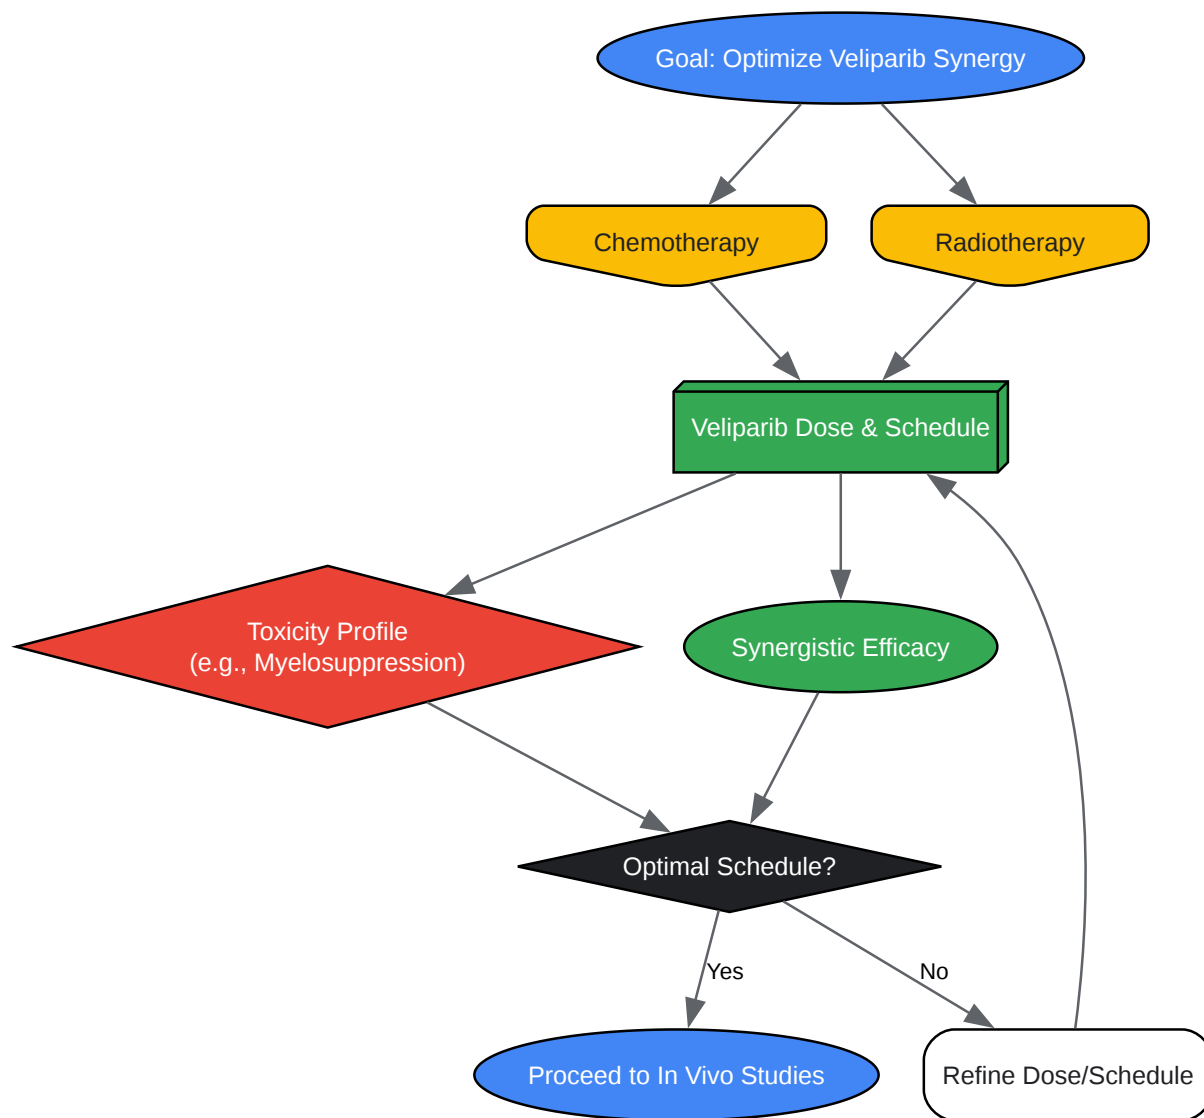 Goal: Optimize Veliparib Synergy
Chemotherapy
Radiotherapy
Veliparib Dose & Schedule
Toxicity Profile
(e.g., Myelosuppression)
Synergistic Efficacy
Optimal Schedule?
Yes
No
Proceed to In Vivo Studies
Refine Dose/Schedule